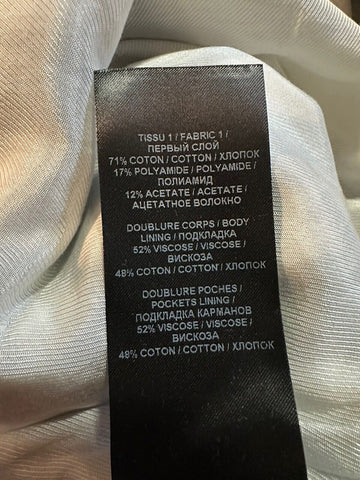 TISSU 1 / FABRIC 1 /
ПЕРВЫЙ СЛОЙ
71% COTON / COTTON / ХЛОПОК
17% POLYAMIDE / POLYAMIDE /
ПОЛИАМИД
12% ACETATE / ACETATE /
АЦЕТАТНОЕ ВОЛОКНО
DOUBLURE CORPS / BODY
LINING / ПОДКЛАДКА
52% VISCOSE / VISCOSE /
ВИСКОЗА
48% COTON / COTTON / ХЛОПОК
DOUBLURE POCHES /
POCKETS LINING /
ПОДКЛАДКА КАРМАНОВ
52% VISCOSE / VISCOSE /
ВИСКОЗА
48% COTON / COTTON / ХЛОПОК